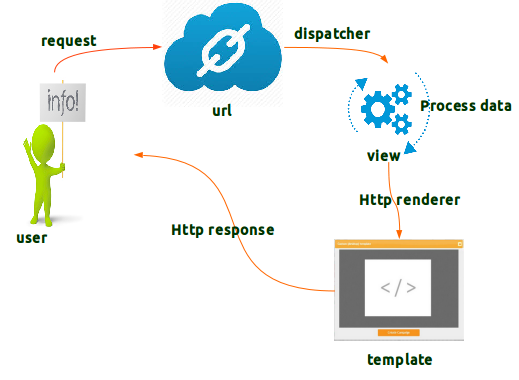 request
dispatcher
info!
url
Process data
view
Http renderer
user
Http response
</>
template